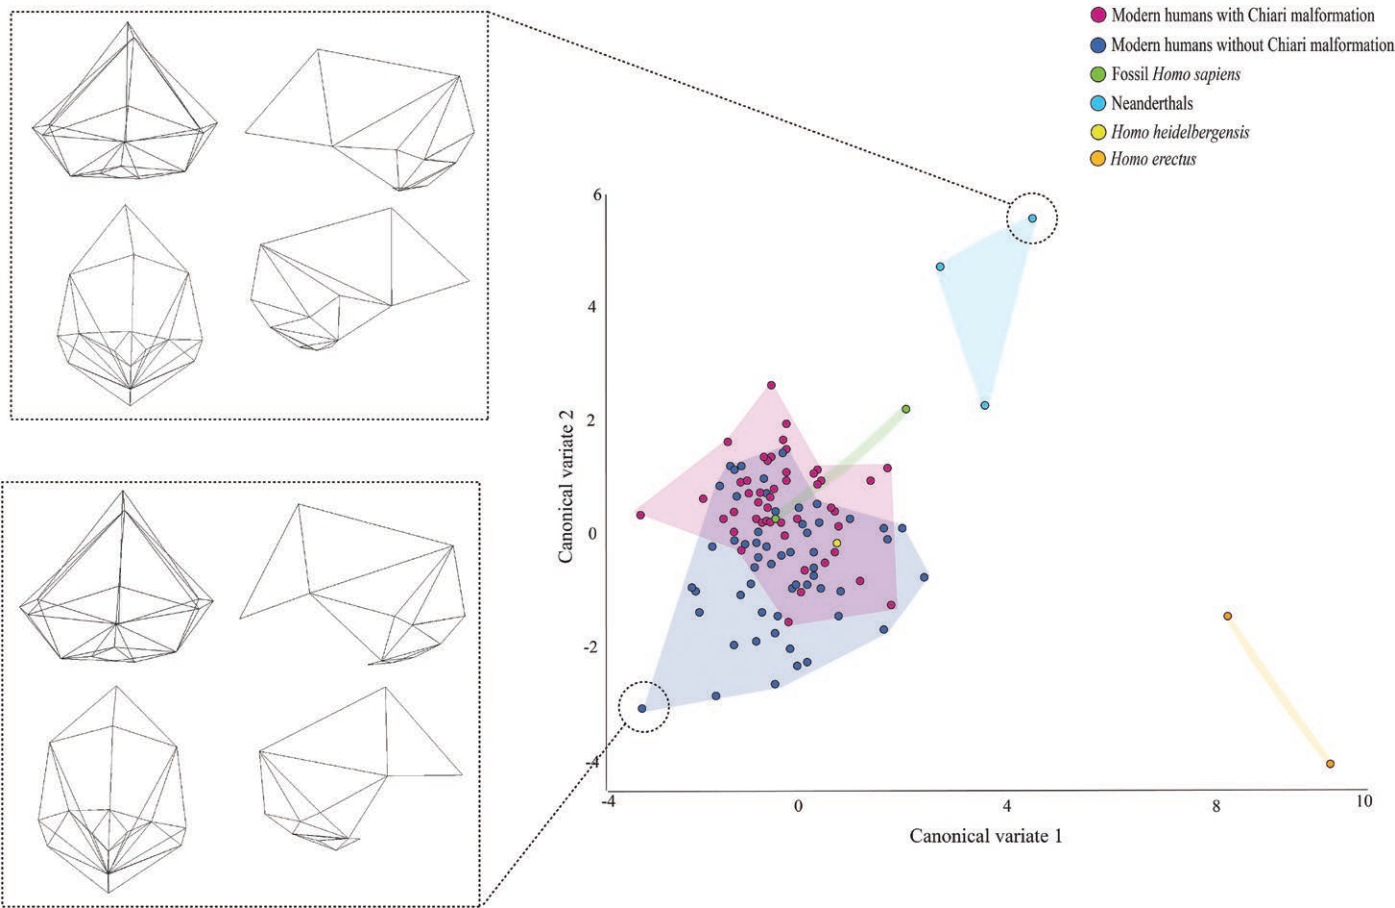 Modern humans with Chiari malformation
Modern humans without Chiari malformation
Fossil Homo sapiens
Neanderthals
Homo heidelbergensis
Homo erectus
6
4
2
0
-2
-4
Canonical variate 2
-4
0
4
8
10
Canonical variate 1